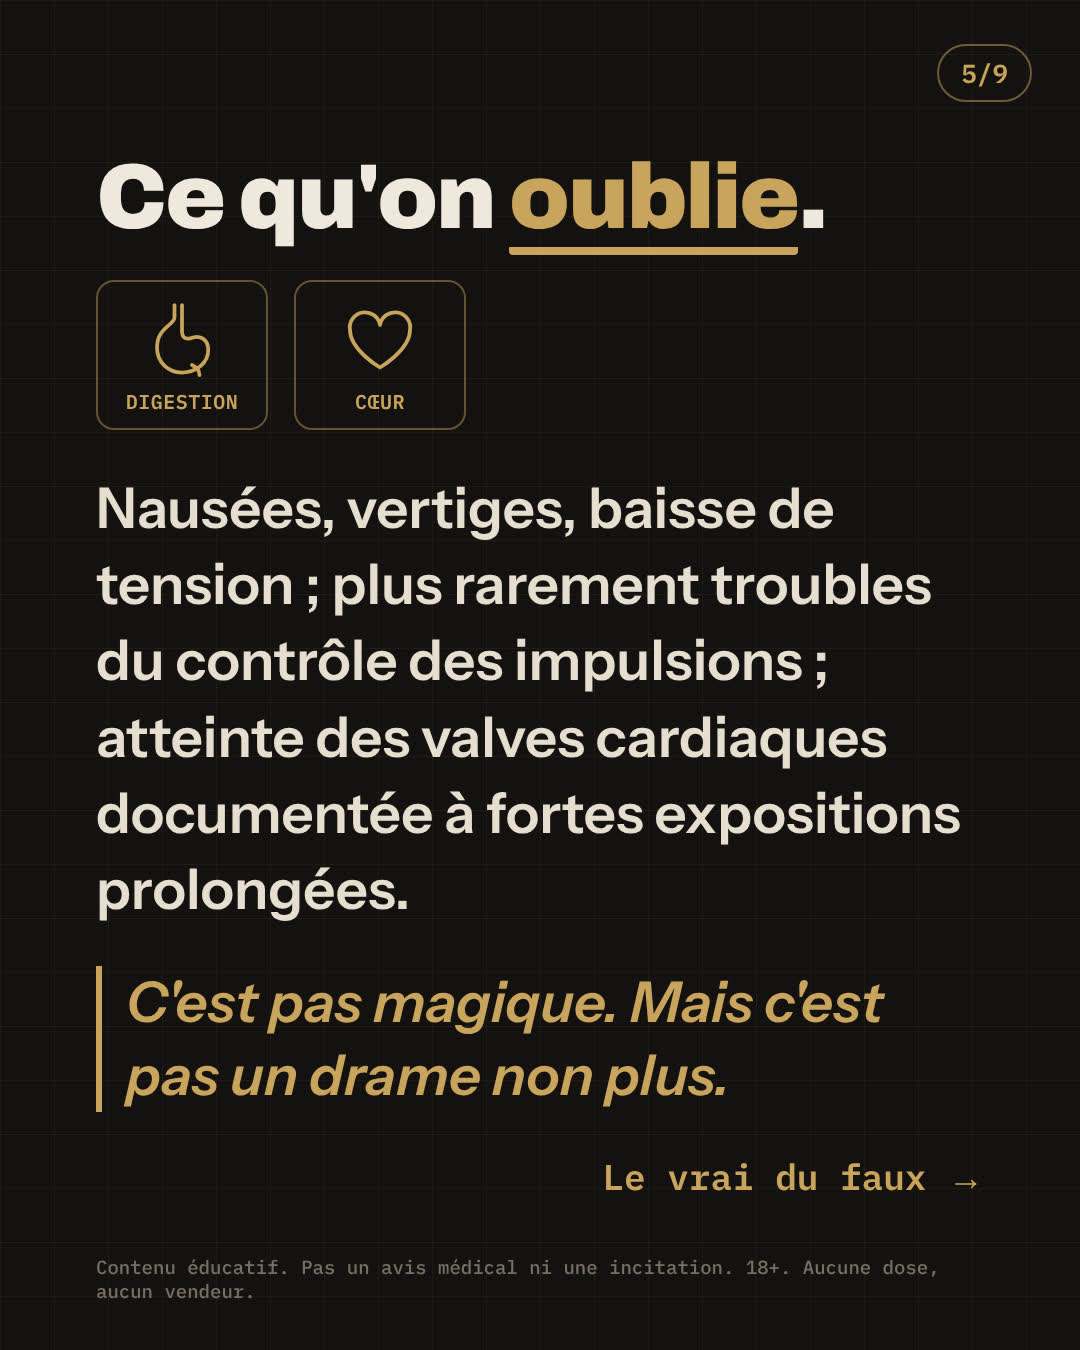 5/9
Ce qu'on oublie.
DIGESTION
CŒUR
Nausées, vertiges, baisse de
tension ; plus rarement troubles
du contrôle des impulsions ;
atteinte des valves cardiaques
documentée à fortes expositions
prolongées.
C'est pas magique. Mais c'est
pas un drame non plus.
Le vrai du faux →
Contenu éducatif. Pas un avis médical ni une incitation. 18+. Aucune dose,
aucun vendeur.